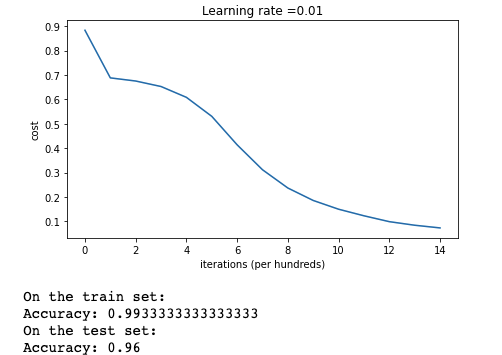 Learning rate =0.01
0.9
0.8
0.7
0.6
0.5
0.4
0.3
0.2
0.1
cost
0 2 4 6 8 10 12 14
iterations (per hundreds)
On the train set:
Accuracy: 0.9933333333333333
On the test set:
Accuracy: 0.96